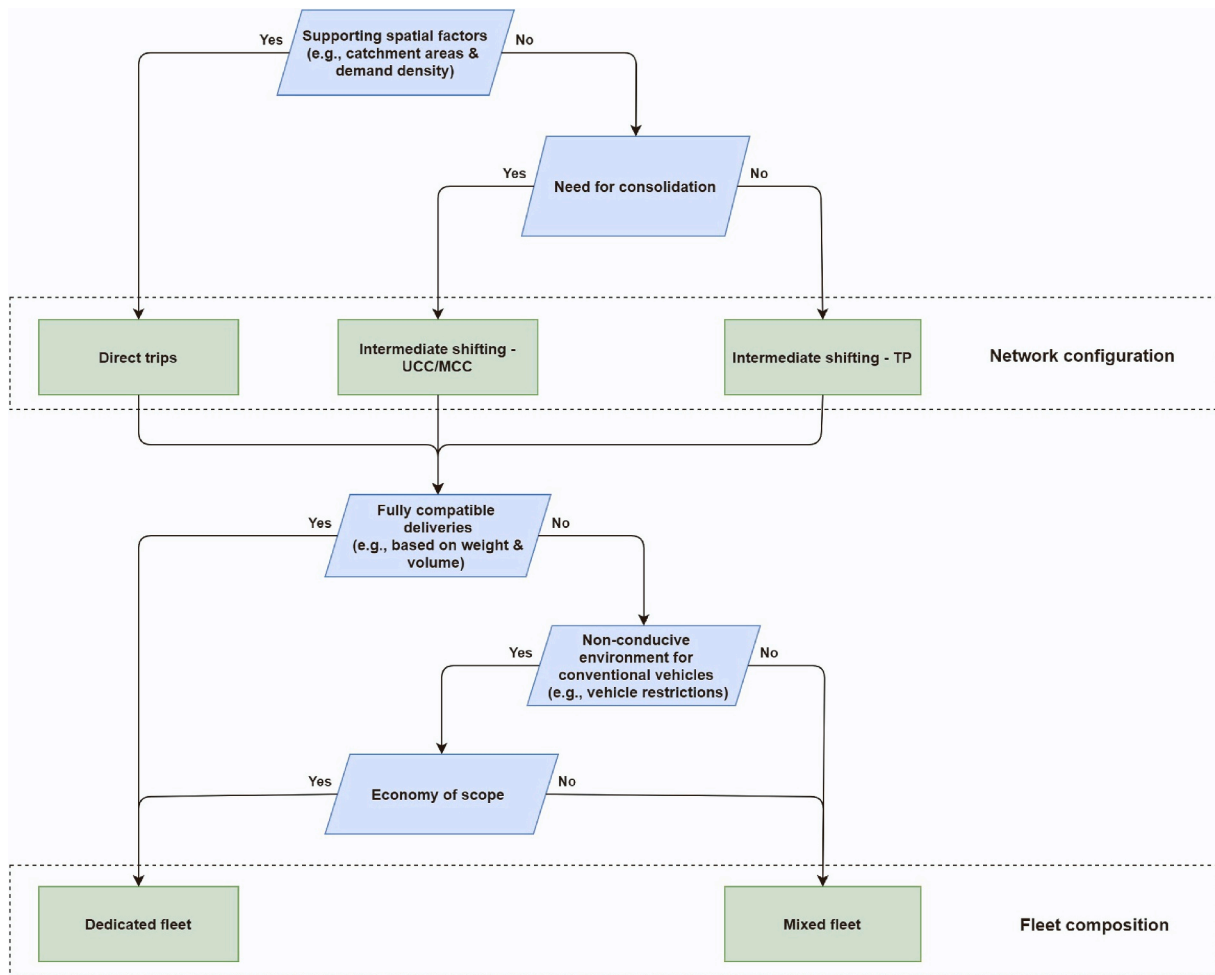 Supporting spatial factors
(e.g., catchment areas &
demand density)
Yes
No
Need for consolidation
Yes
No
Direct trips
Intermediate shifting -
UCC/MCC
Intermediate shifting - TP
Network configuration
Fully compatible
deliveries
(e.g., based on weight &
volume)
Yes
No
Non-conducive
environment for
conventional vehicles
(e.g., vehicle restrictions)
Yes
No
Economy of scope
Yes
No
Dedicated fleet
Mixed fleet
Fleet composition